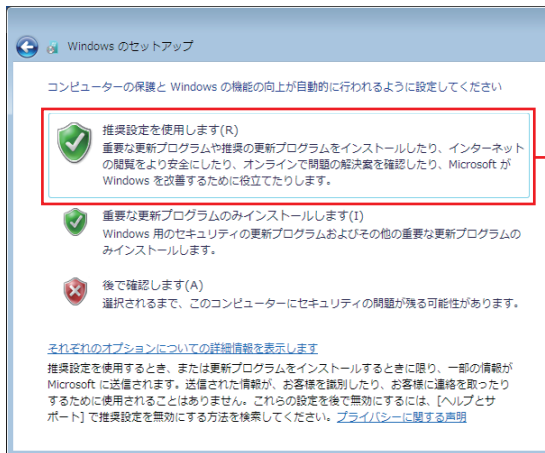 Windows のセットアップ
コンピューターの保護と Windows の機能の向上が自動的に行われるように設定してください
推奨設定を使用します(R)
重要な更新プログラムや推奨の更新プログラムをインストールしたり、インターネット
の閲覧をより安全にしたり、オンラインで問題の解決案を確認したり、Microsoft が
Windows を改善するために役立てたりします。
重要な更新プログラムのみインストールします(I)
Windows 用のセキュリティの更新プログラムおよびその他の重要な更新プログラムの
みインストールします。
後で確認します(A)
選択されるまで、このコンピューターにセキュリティの問題が残る可能性があります。
それぞれのオプションについての詳細情報を表示します
推奨設定を使用するとき、または更新プログラムをインストールするときに限り、一部の情報が
Microsoft に送信されます。送信された情報が、お客様を識別したり、お客様に連絡を取ったり
するために使用されることはありません。これらの設定を後で無効にするには、[ヘルプとサ
ポート] で推奨設定を無効にする方法を検索してください。プライバシーに関する声明